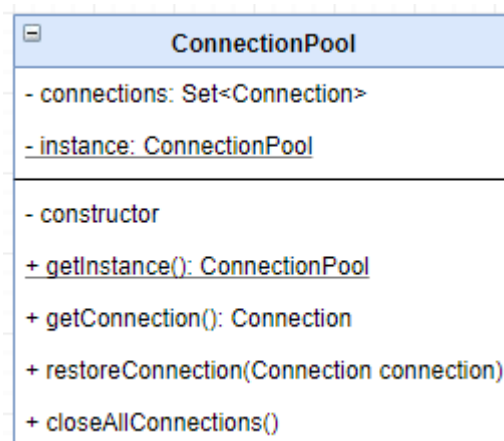 ConnectionPool
- connections: Set<Connection>
- instance: ConnectionPool
- constructor
+ getInstance(): ConnectionPool
+ getConnection(): Connection
+ restoreConnection(Connection connection)
+ closeAllConnections()